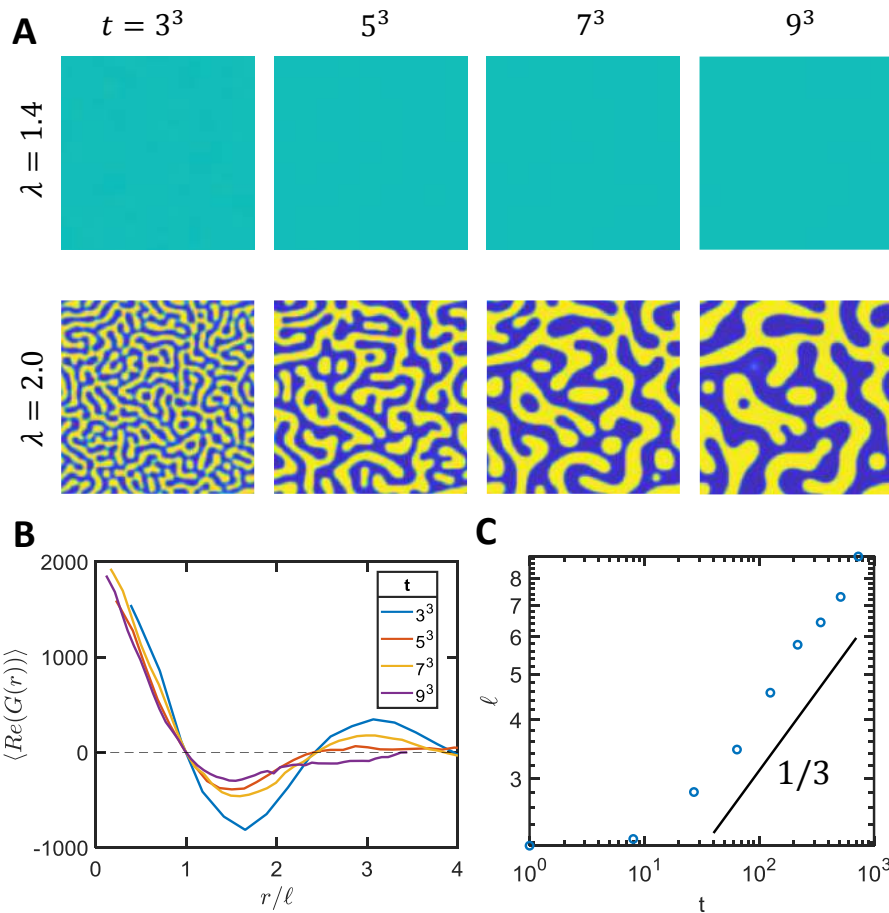 A
t = 3³ 5³ 7³ 9³
λ = 1.4
λ = 2.0
B
2000
1000
0
-1000
⟨Re(G(r))⟩
0 1 2 3 4
r/ℓ
t
3³
5³
7³
9³
C
8
7
6
5
4
3
ℓ
1/3
10⁰ 10¹ 10² 10³
t